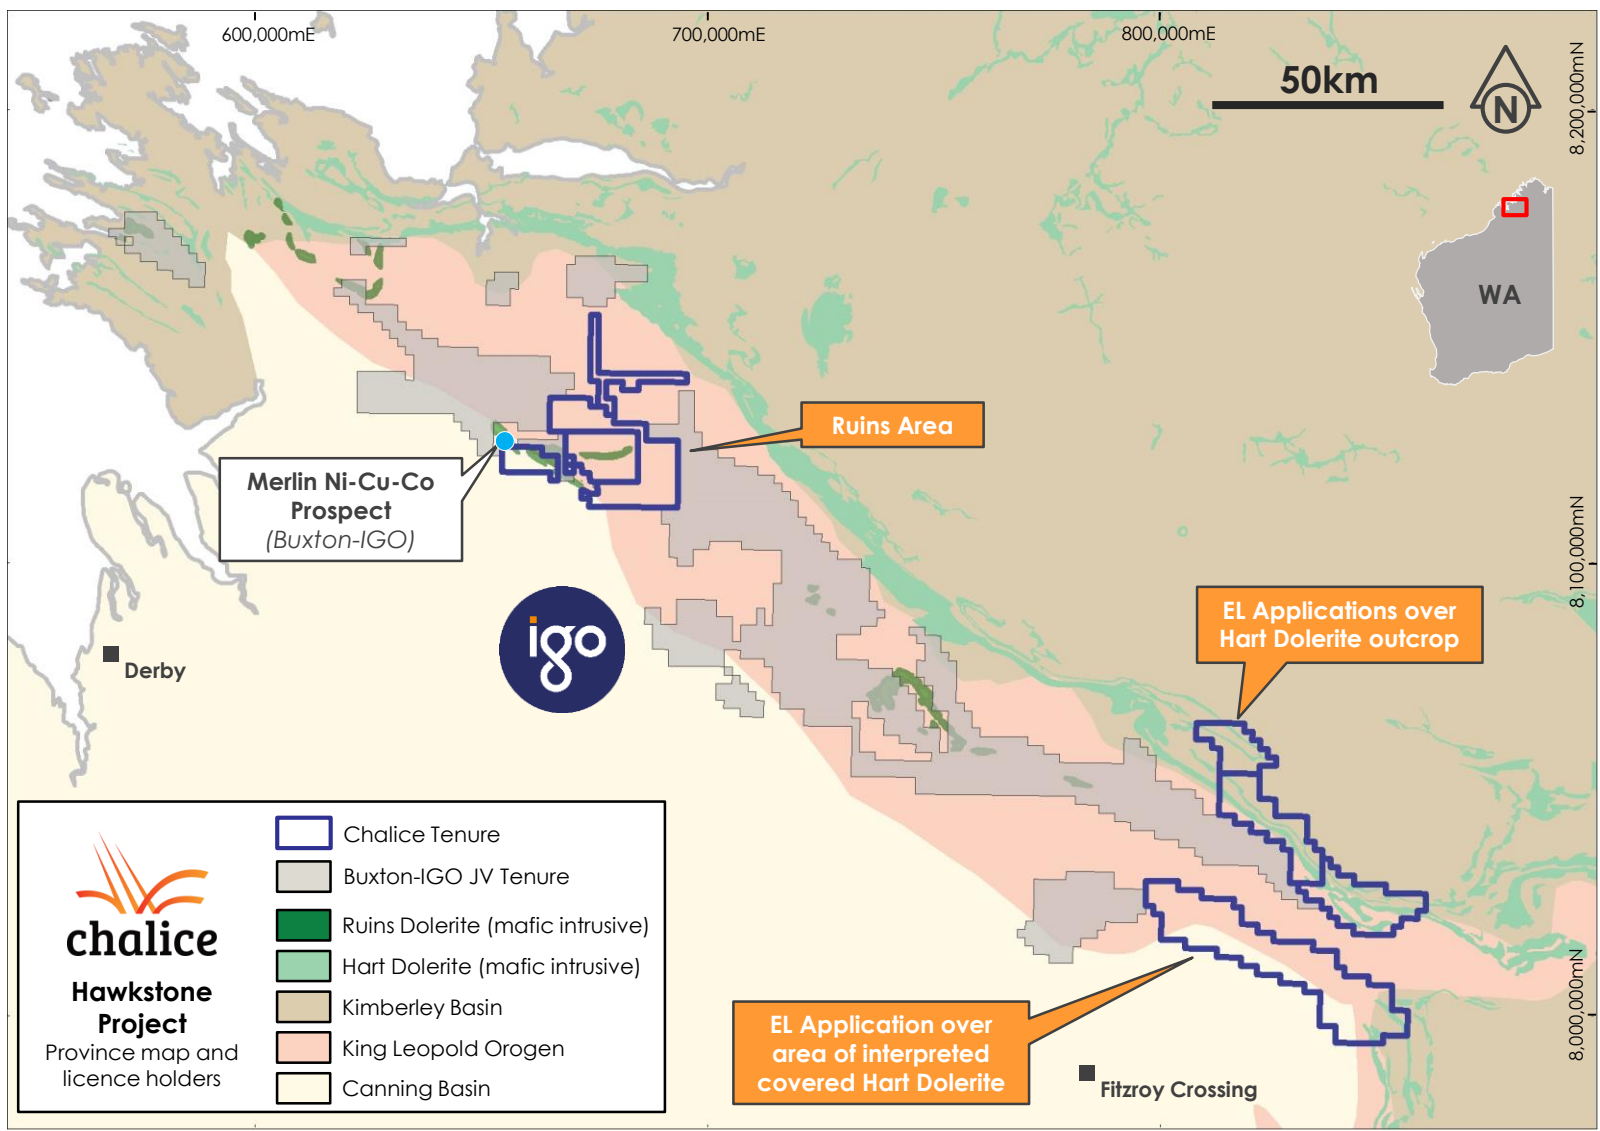 600,000mE
700,000mE
800,000mE
8,200,000mN
8,100,000mN
8,000,000mN
50km
N
WA
Ruins Area
Merlin Ni-Cu-Co
Prospect
(Buxton-IGO)
igo
Derby
EL Applications over
Hart Dolerite outcrop
EL Application over
area of interpreted
covered Hart Dolerite
Fitzroy Crossing
chalice
Hawkstone
Project
Province map and
licence holders
Chalice Tenure
Buxton-IGO JV Tenure
Ruins Dolerite (mafic intrusive)
Hart Dolerite (mafic intrusive)
Kimberley Basin
King Leopold Orogen
Canning Basin